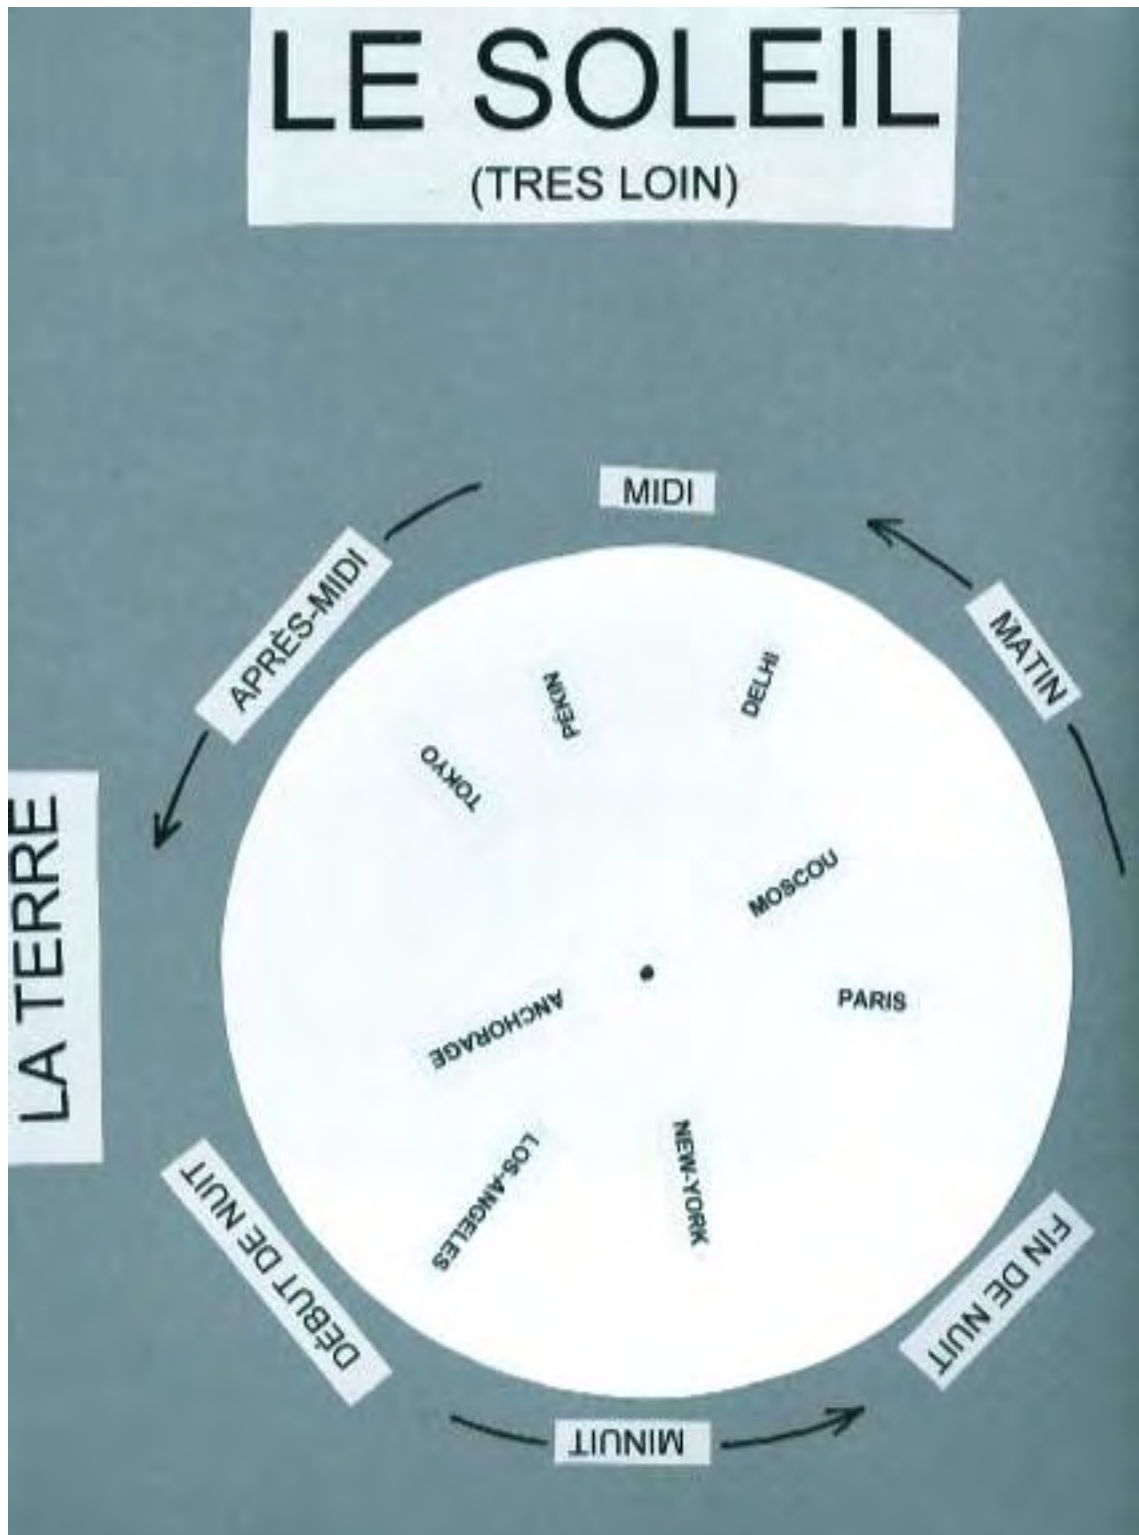 LE SOLEIL
(TRES LOIN)
MIDI
APRÈS-MIDI
MATIN
PÉKIN
DELHI
TOKYO
MOSCOU
LA TERRE
ANCHORAGE
PARIS
LOS-ANGELES
NEW-YORK
DÉBUT DE NUIT
FIN DE NUIT
MINUIT